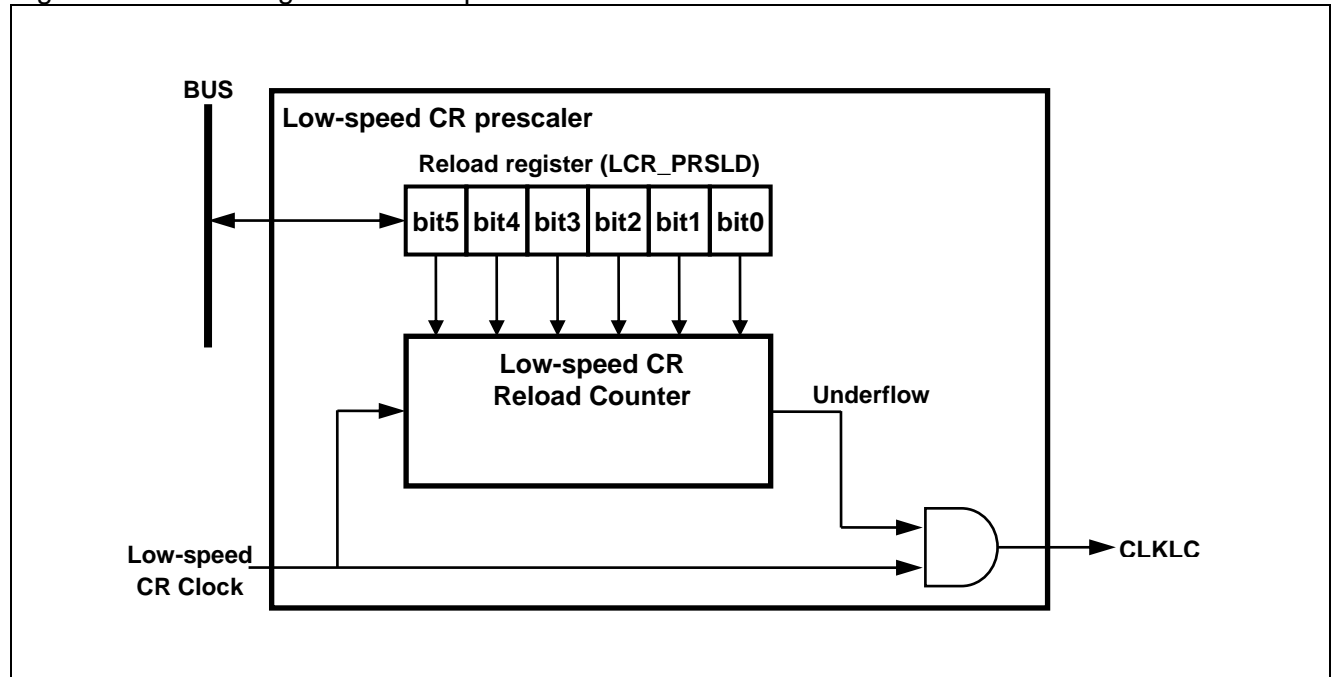 BUS
Low-speed CR prescaler
Reload register (LCR_PRSLD)
bit5 bit4 bit3 bit2 bit1 bit0
Low-speed CR
Reload Counter
Underflow
Low-speed
CR Clock
CLKLC